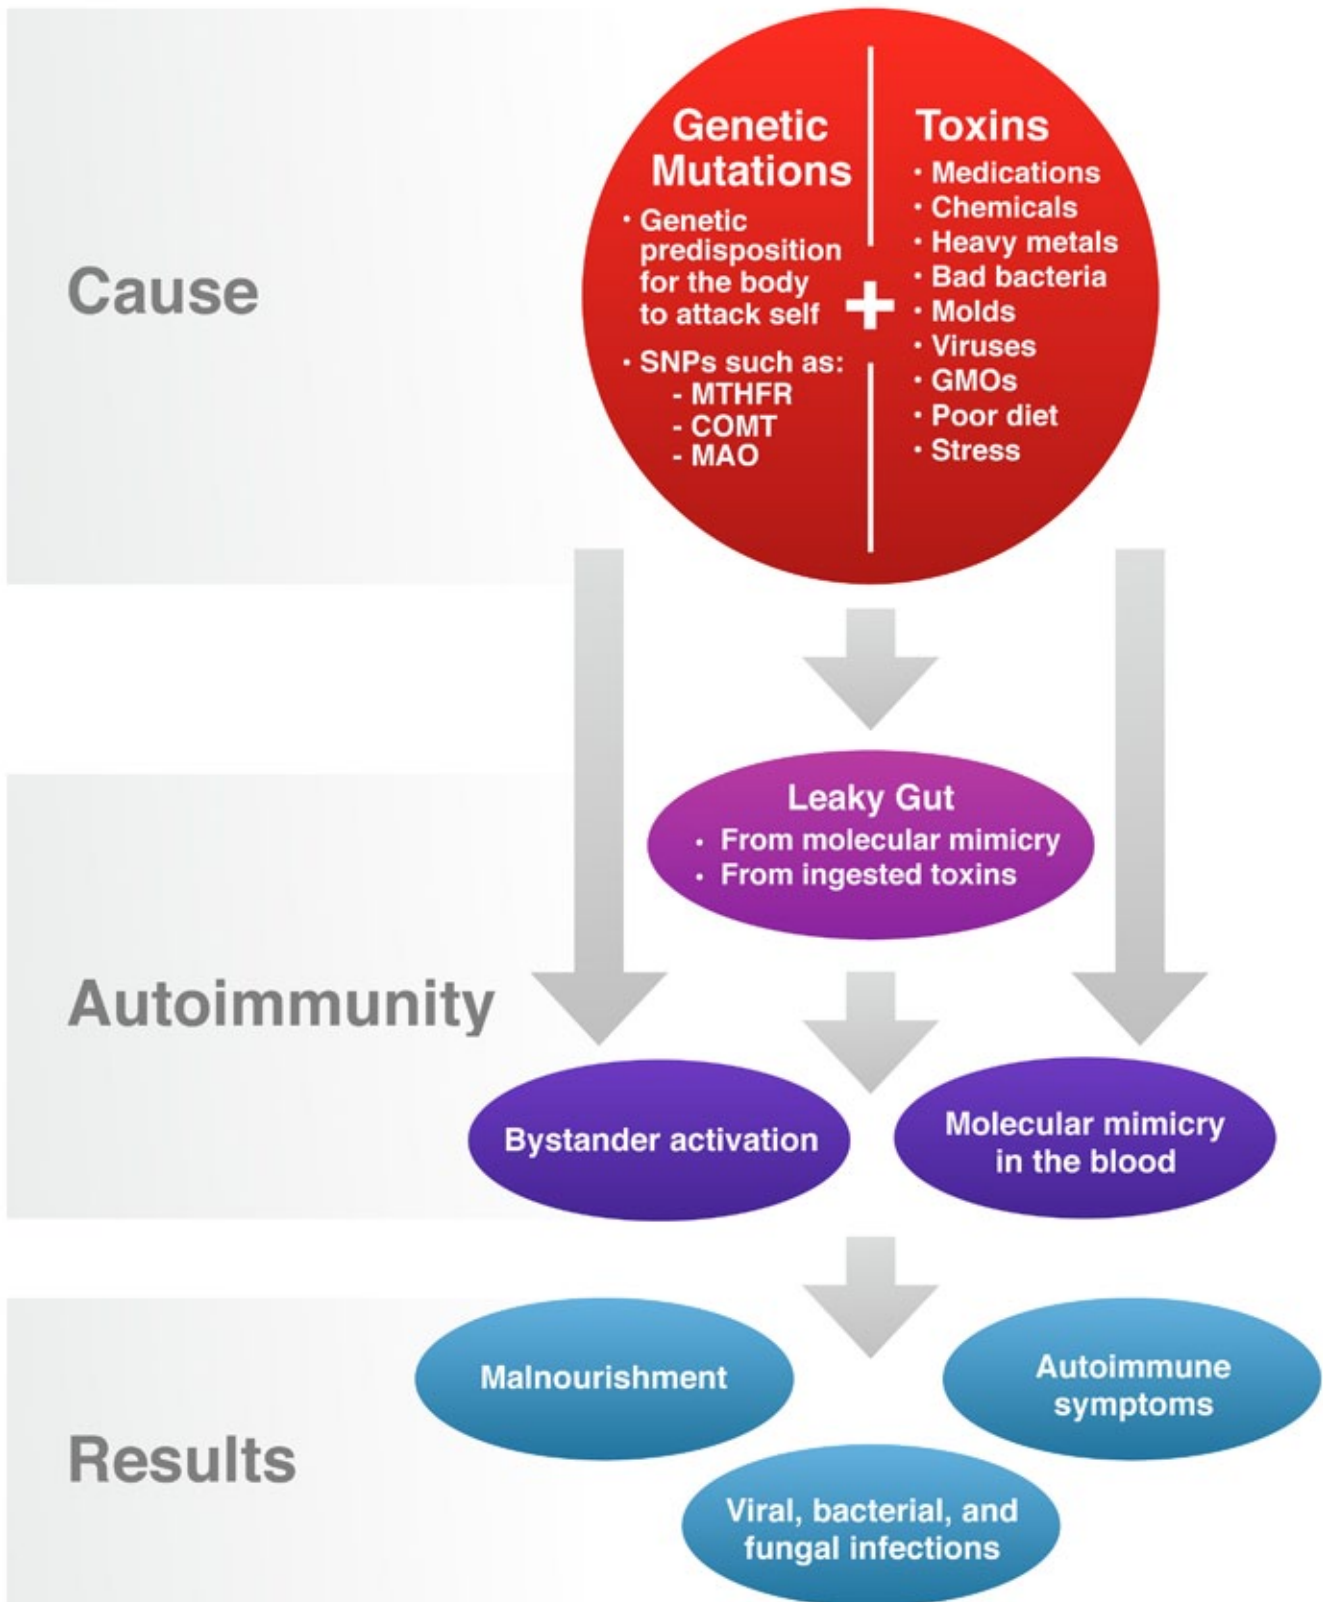 Cause
Genetic
Mutations
• Genetic
predisposition
for the body
to attack self
• SNPs such as:
- MTHFR
- COMT
- MAO
+
Toxins
• Medications
• Chemicals
• Heavy metals
• Bad bacteria
• Molds
• Viruses
• GMOs
• Poor diet
• Stress
Autoimmunity
Leaky Gut
• From molecular mimicry
• From ingested toxins
Bystander activation
Molecular mimicry
in the blood
Results
Malnourishment
Autoimmune
symptoms
Viral, bacterial, and
fungal infections